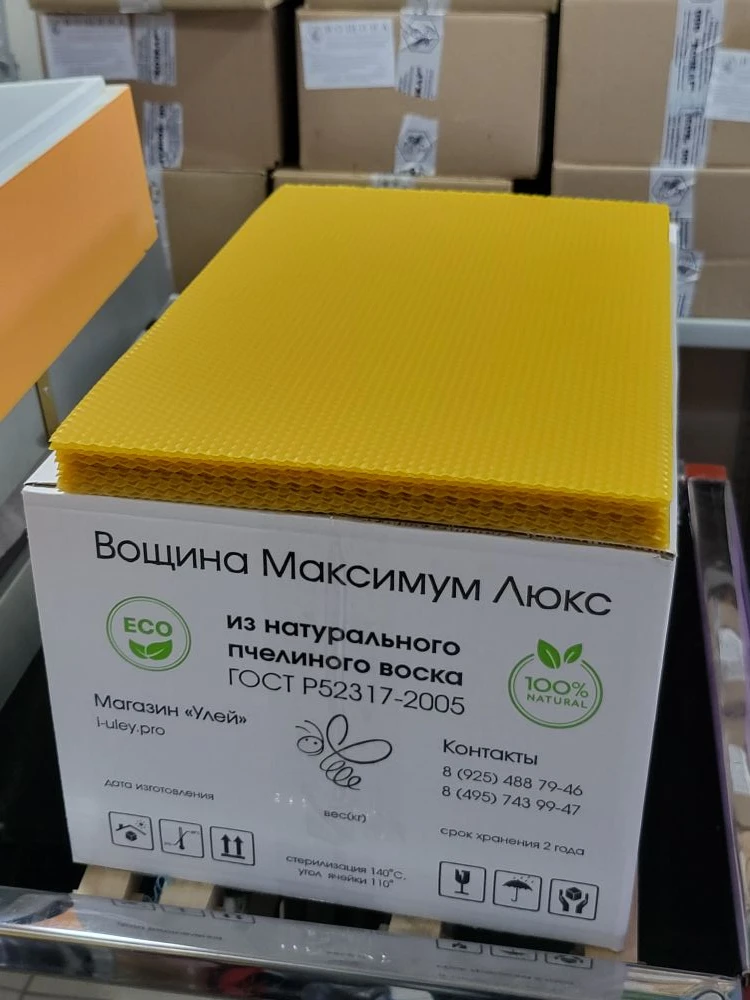 Вощина Максимум Люкс
ECO
из натурального
пчелиного воска
ГОСТ Р52317-2005
100%
NATURAL
Магазин «Улей»
i-uley.pro
Контакты
8 (925) 488 79-46
8 (495) 743 99-47
дата изготовления
вес(кг)
срок хранения 2 года
стерилизация 140°C.
угол ячейки 110°